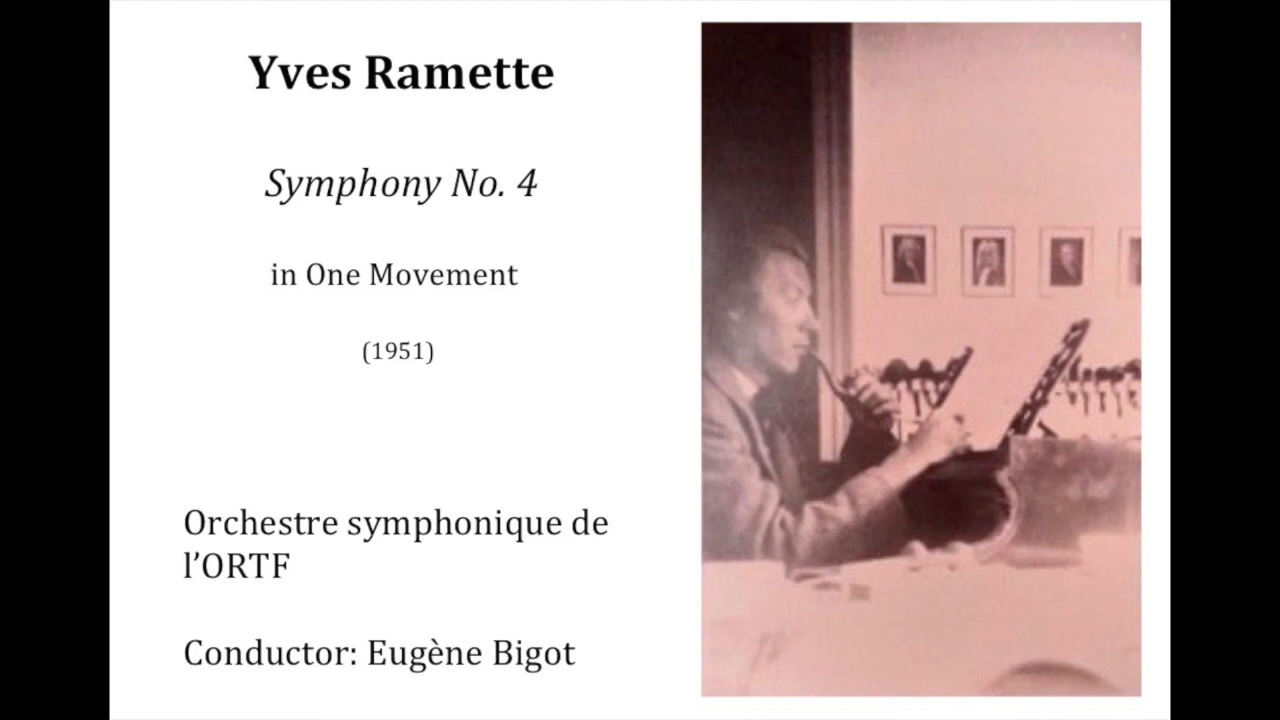 Yves Ramette
Symphony No. 4
in One Movement
(1951)
Orchestre symphonique de
l’ORTF
Conductor: Eugène Bigot